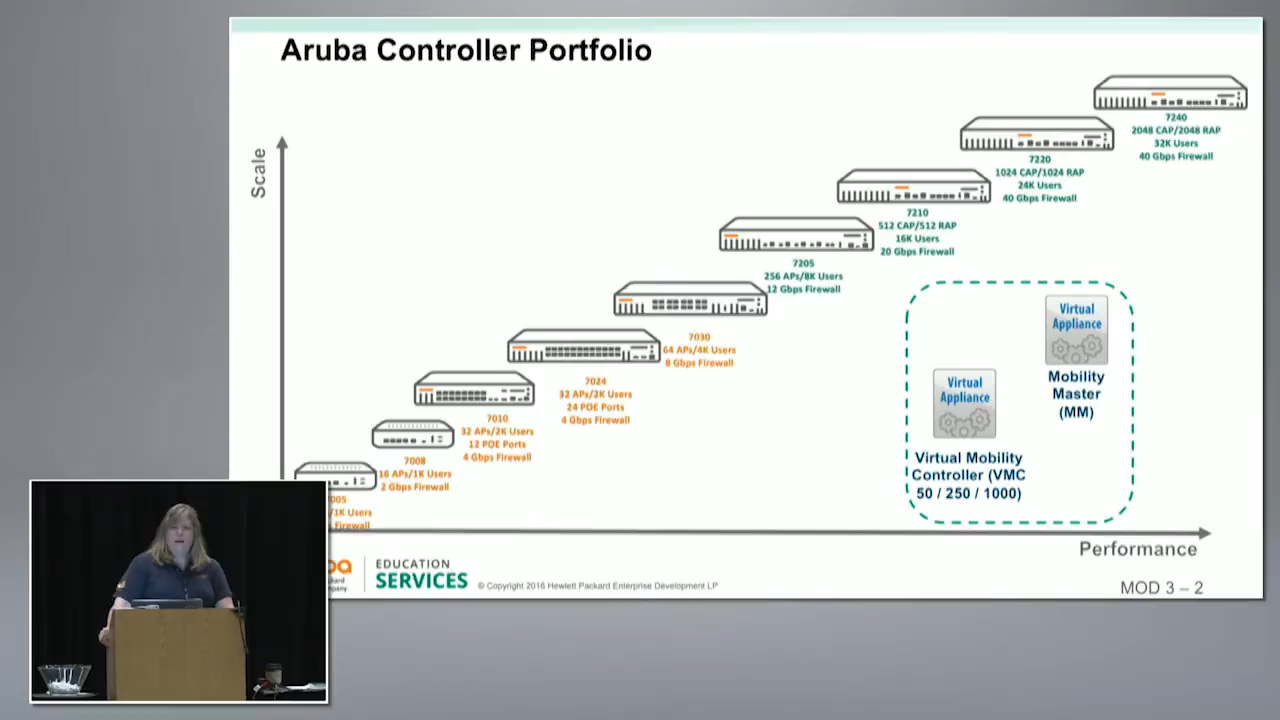 Aruba Controller Portfolio
Scale
7240
2048 CAP/2048 RAP
32K Users
40 Gbps Firewall
7220
1024 CAP/1024 RAP
24K Users
40 Gbps Firewall
7210
512 CAP/512 RAP
16K Users
20 Gbps Firewall
7205
256 APs/8K Users
12 Gbps Firewall
7030
64 APs/4K Users
8 Gbps Firewall
7024
32 APs/2K Users
24 POE Ports
4 Gbps Firewall
7010
32 APs/2K Users
12 POE Ports
4 Gbps Firewall
7008
16 APs/1K Users
2 Gbps Firewall
005
/1K Users
Firewall
Virtual
Appliance
Mobility
Master
(MM)
Virtual
Appliance
Virtual Mobility
Controller (VMC
50 / 250 / 1000)
Performance
EDUCATION
SERVICES
© Copyright 2016 Hewlett Packard Enterprise Development LP
MOD 3 – 2